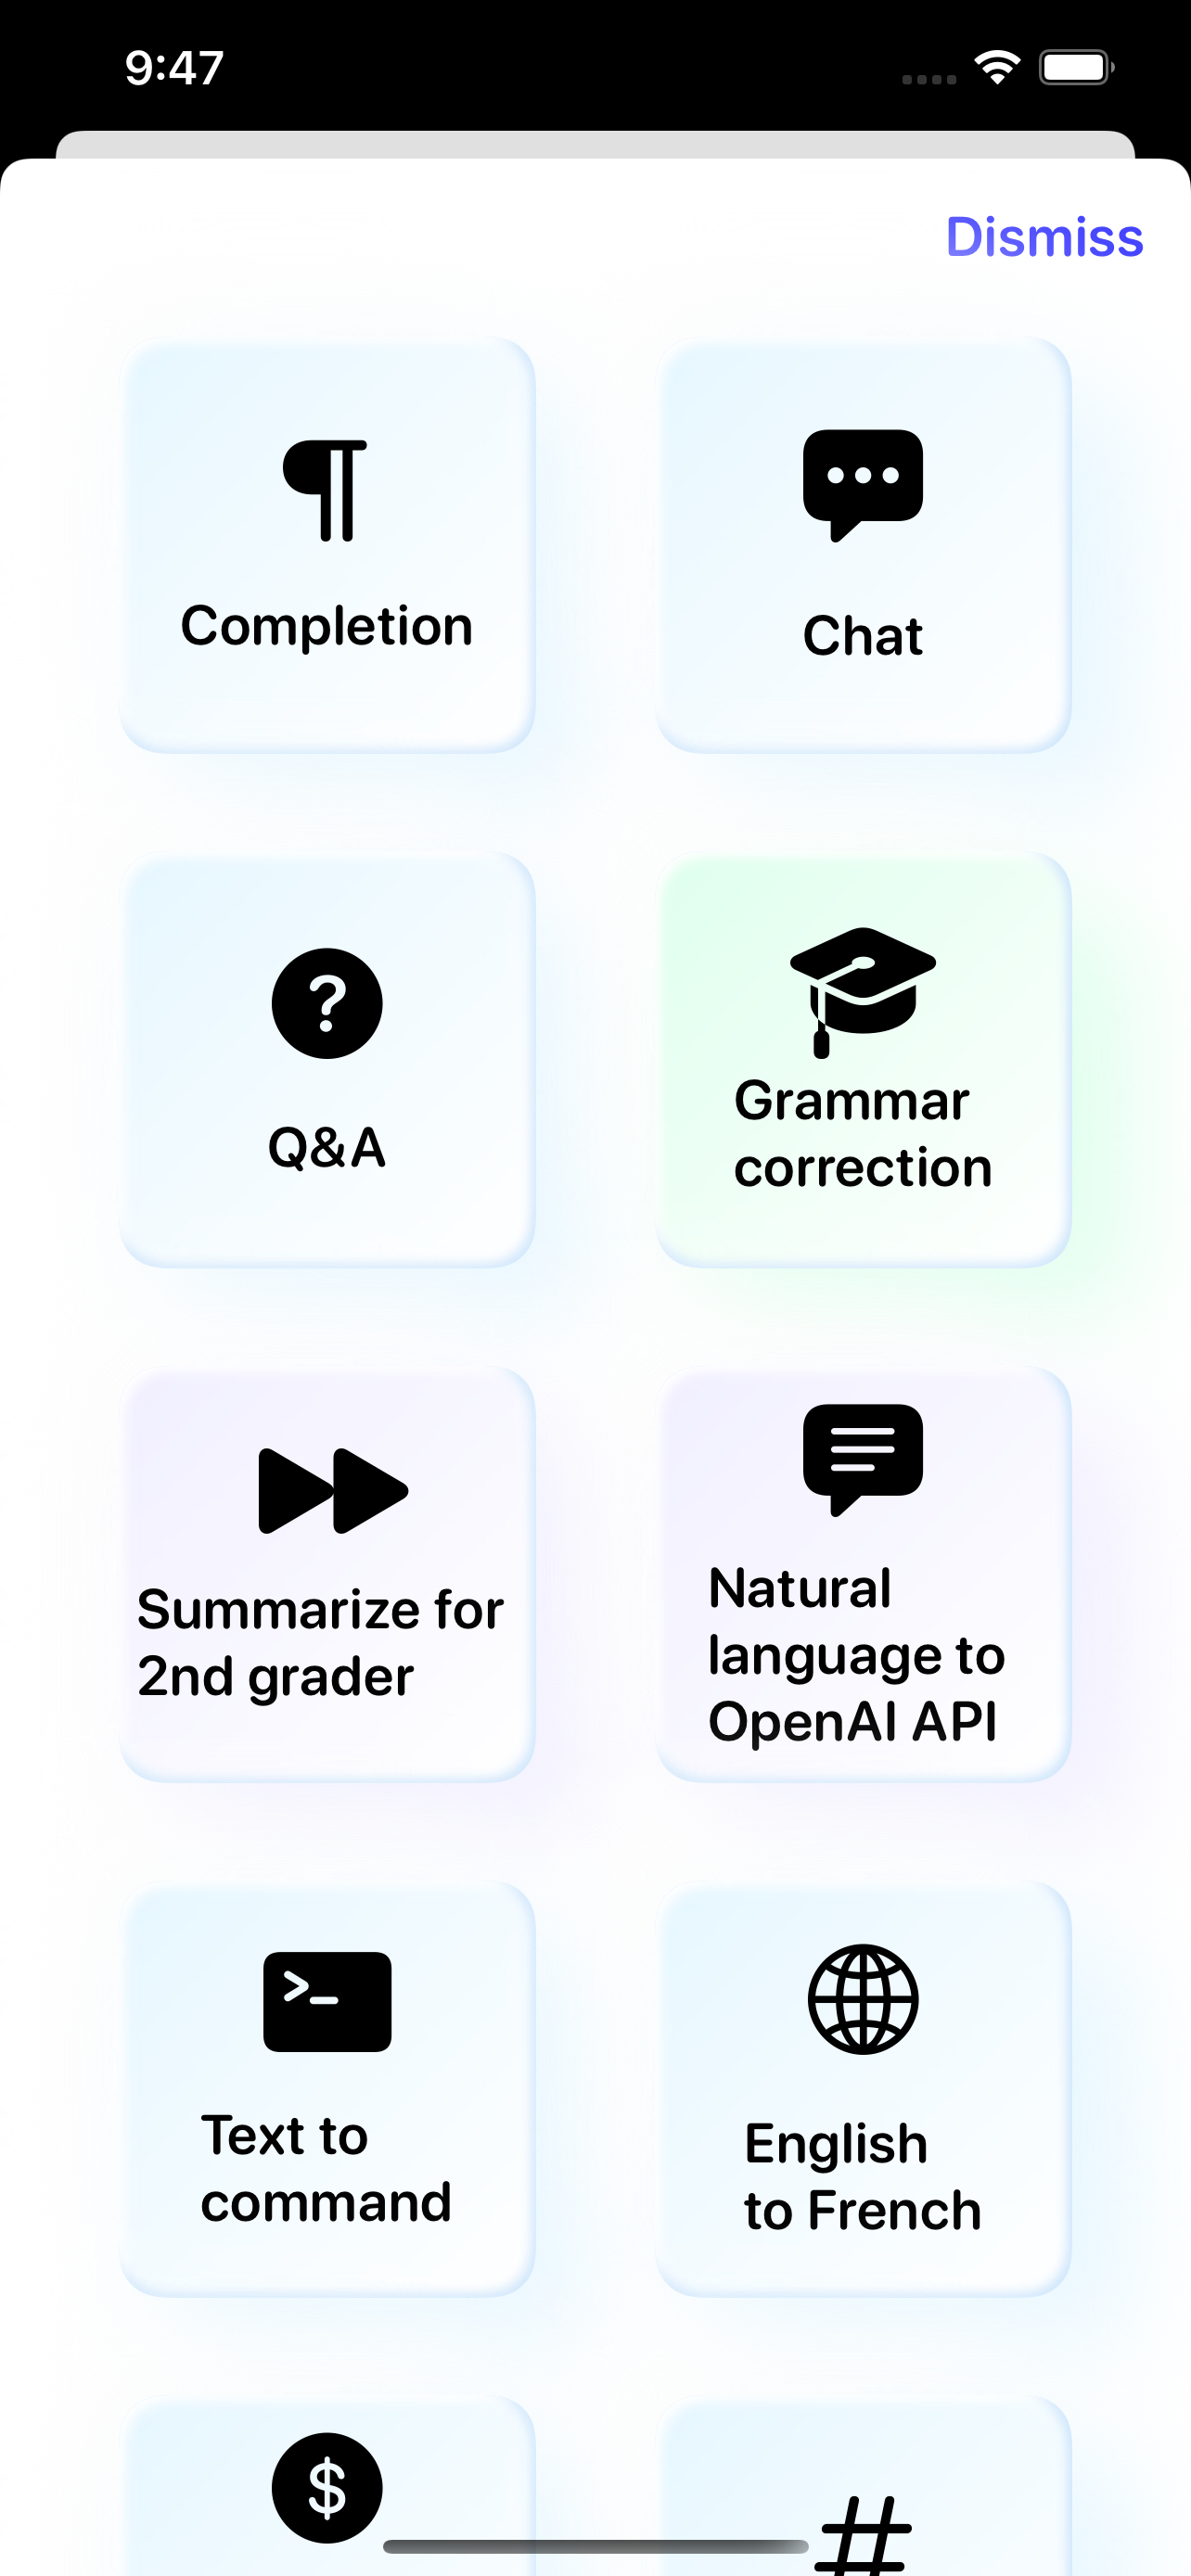 9:47
Dismiss
Completion
Chat
Q&A
Grammar
correction
Summarize for
2nd grader
Natural
language to
OpenAI API
Text to
command
English
to French
$
#